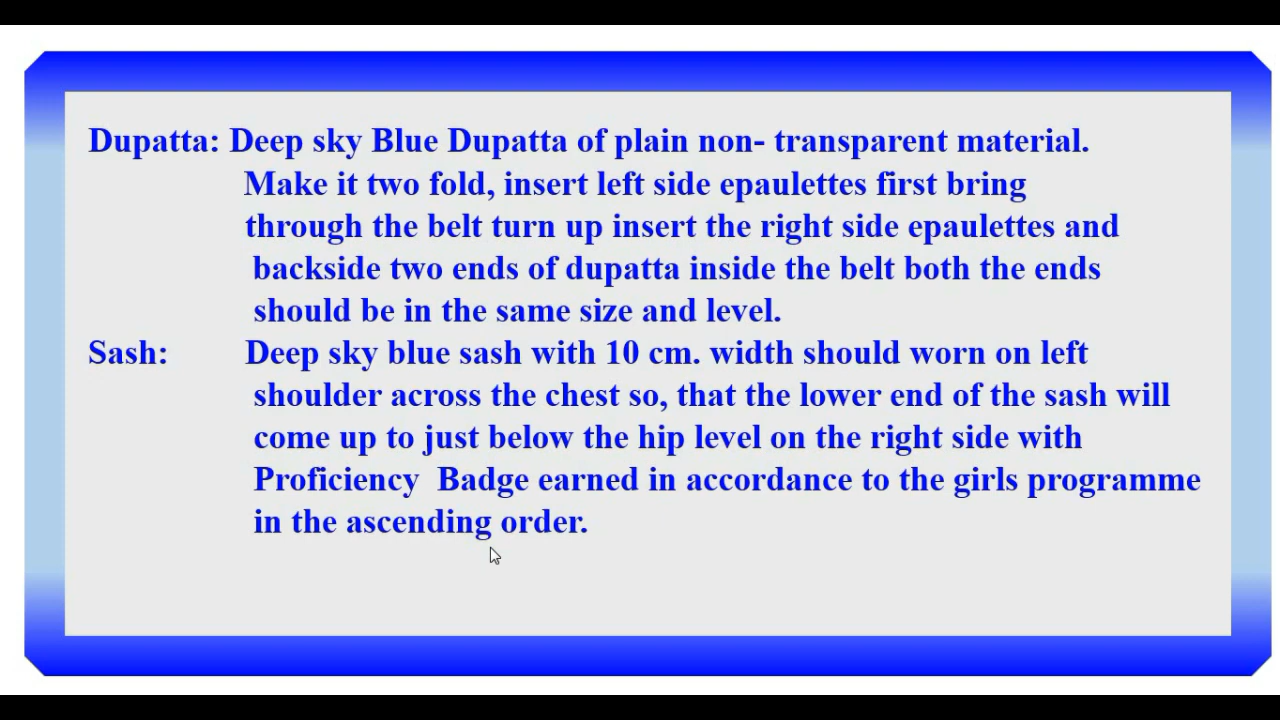 Dupatta: Deep sky Blue Dupatta of plain non- transparent material.
Make it two fold, insert left side epaulettes first bring
through the belt turn up insert the right side epaulettes and
backside two ends of dupatta inside the belt both the ends
should be in the same size and level.
Sash: Deep sky blue sash with 10 cm. width should worn on left
shoulder across the chest so, that the lower end of the sash will
come up to just below the hip level on the right side with
Proficiency Badge earned in accordance to the girls programme
in the ascending order.